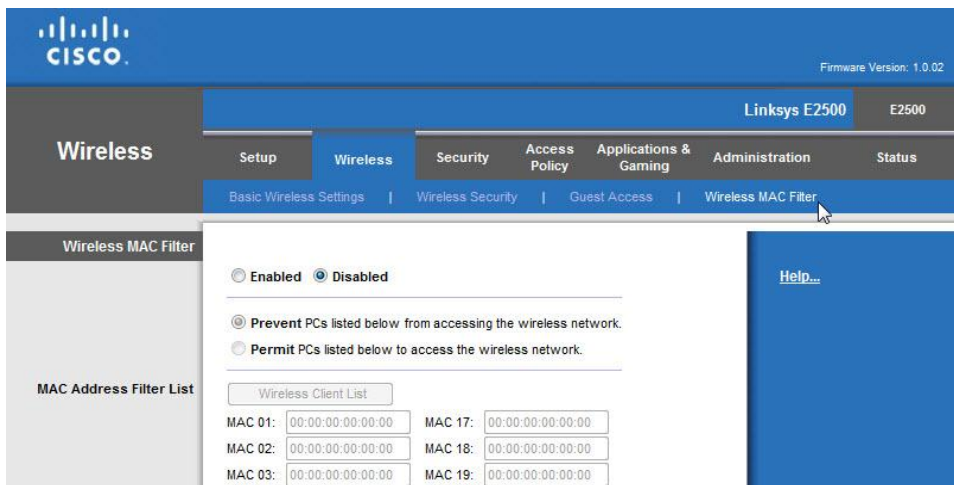 CISCO.
Firmware Version: 1.0.02
Linksys E2500 E2500
Wireless
Setup Wireless Security Access Policy Applications & Gaming Administration Status
Basic Wireless Settings | Wireless Security | Guest Access | Wireless MAC Filter
Wireless MAC Filter
Enabled Disabled
Help...
Prevent PCs listed below from accessing the wireless network.
Permit PCs listed below to access the wireless network.
MAC Address Filter List
Wireless Client List
MAC 01: 00:00:00:00:00:00 MAC 17: 00:00:00:00:00:00
MAC 02: 00:00:00:00:00:00 MAC 18: 00:00:00:00:00:00
MAC 03: 00:00:00:00:00:00 MAC 19: 00:00:00:00:00:00